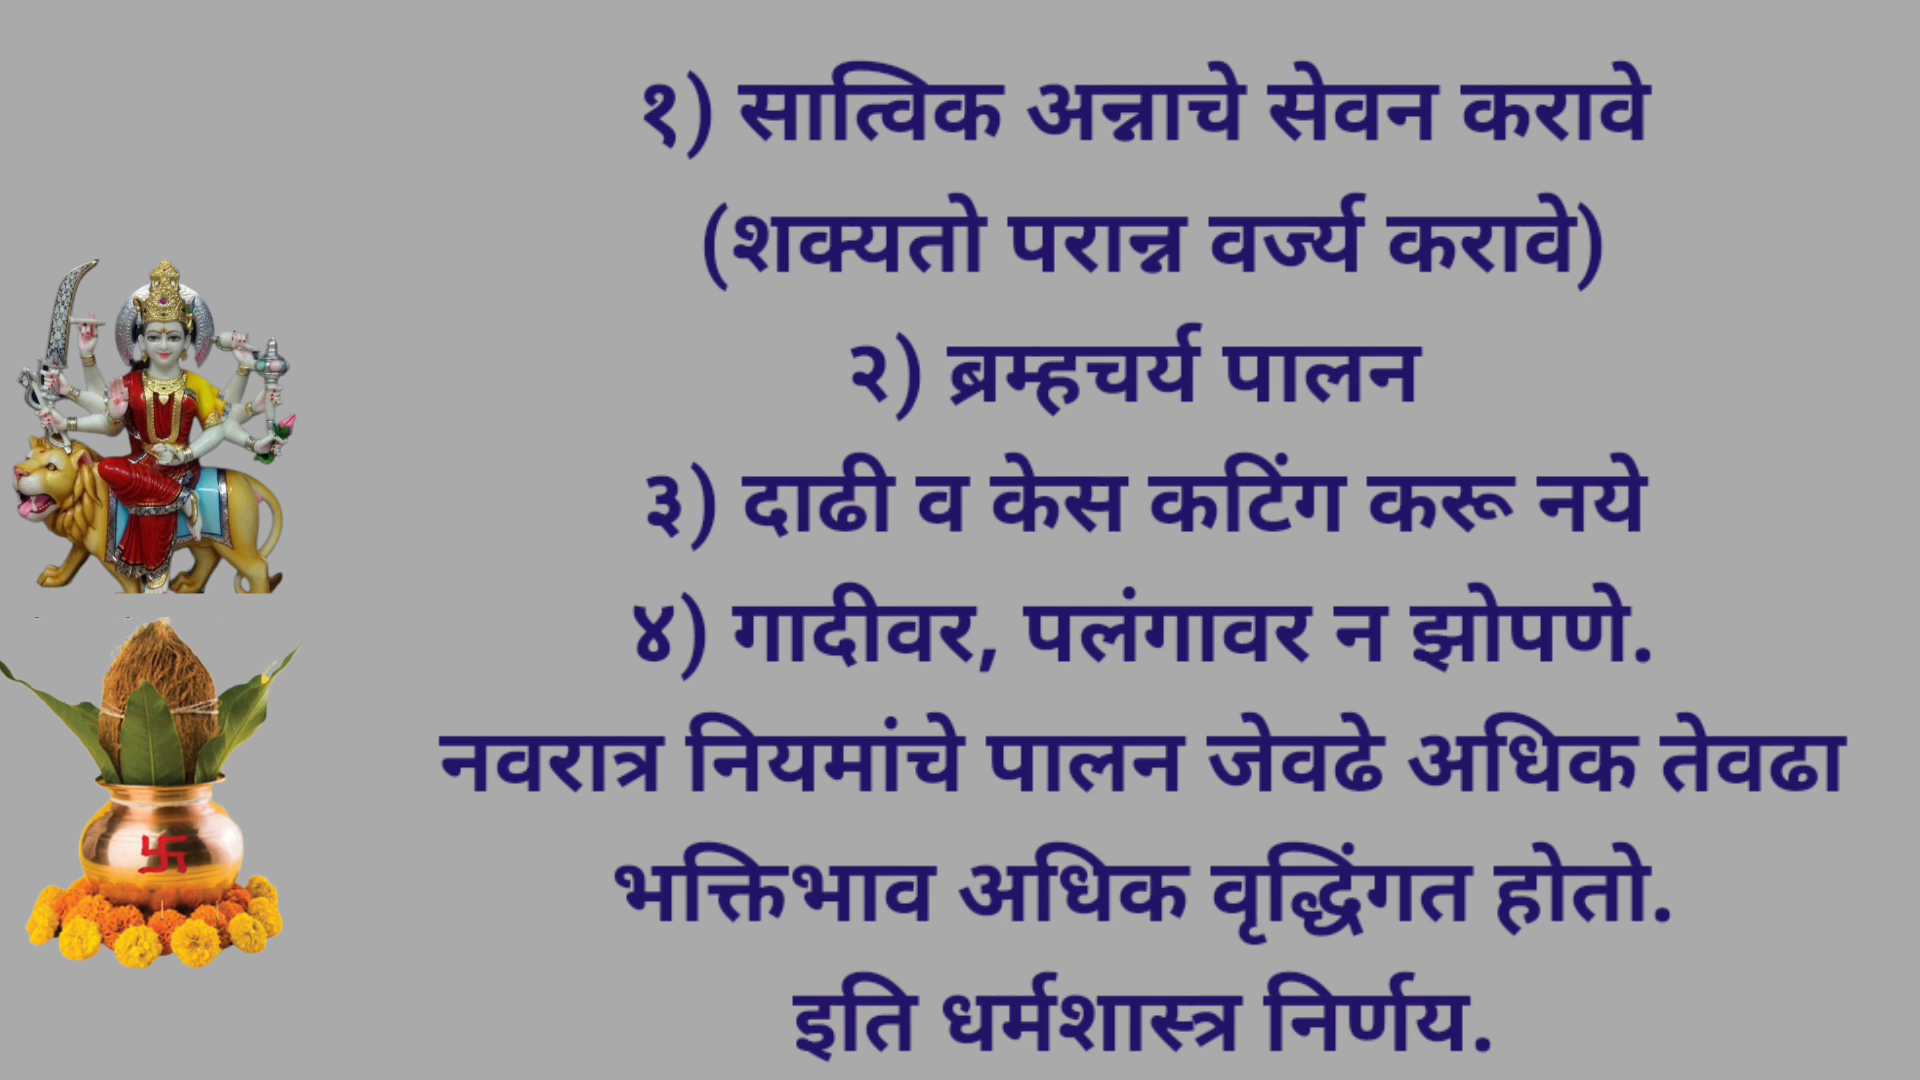 १) सात्विक अन्नाचे सेवन करावे
(शक्यतो परान्न वर्ज्य करावे)
२) ब्रम्हचर्य पालन
३) दाढी व केस कटिंग करू नये
४) गादीवर, पलंगावर न झोपणे.
नवरात्र नियमांचे पालन जेवढे अधिक तेवढा
भक्तिभाव अधिक वृद्धिंगत होतो.
इति धर्मशास्त्र निर्णय.